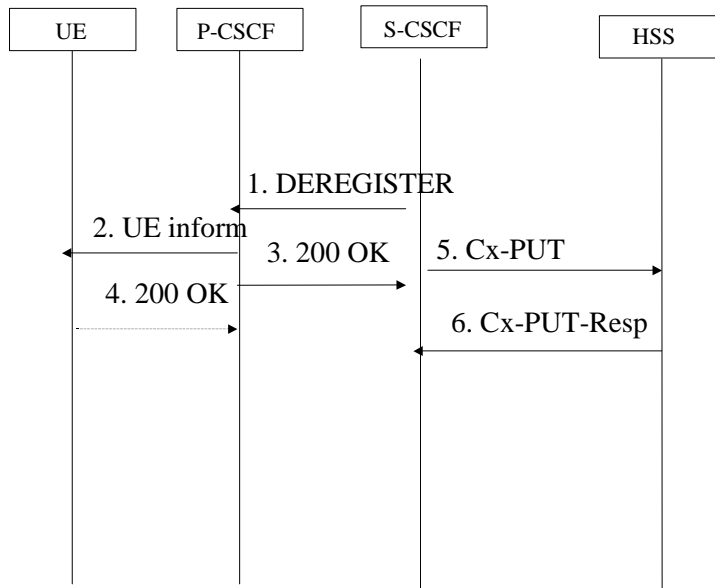 UE
P-CSCF
S-CSCF
HSS
1. DEREGISTER
2. UE inform
3. 200 OK
5. Cx-PUT
4. 200 OK
6. Cx-PUT-Resp